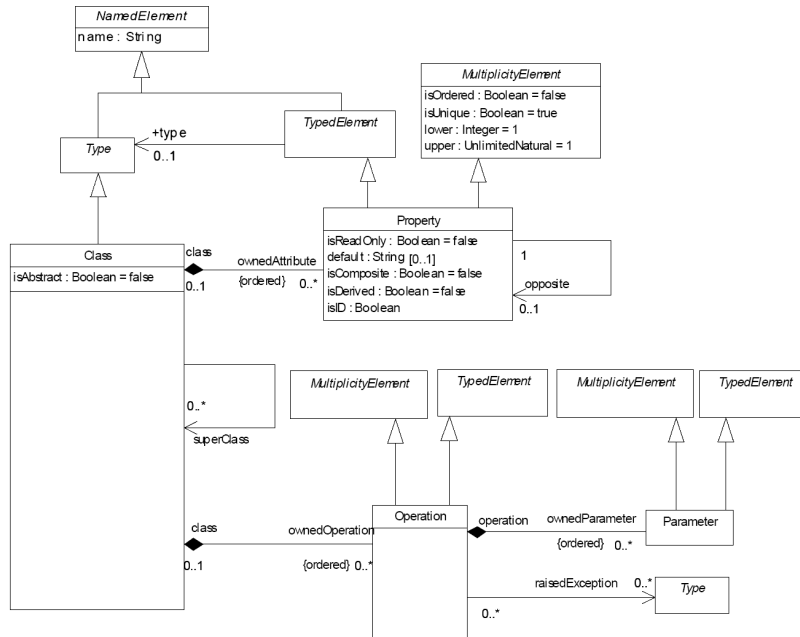 NamedElement
name : String
MultiplicityElement
isOrdered : Boolean = false
isUnique : Boolean = true
lower : Integer = 1
upper : UnlimitedNatural = 1
TypedElement
+type
Type
0..1
Property
isReadOnly : Boolean = false
default : String [0..1]
isComposite : Boolean = false
isDerived : Boolean = false
isID : Boolean
Class
isAbstract : Boolean = false
class
0..1
ownedAttribute
{ordered} 0..*
1
opposite
0..1
0..*
superClass
MultiplicityElement
TypedElement
MultiplicityElement
TypedElement
class
0..1
ownedOperation
{ordered} 0..*
Operation
operation
ownedParameter
{ordered} 0..*
Parameter
raisedException
0..*
0..*
Type